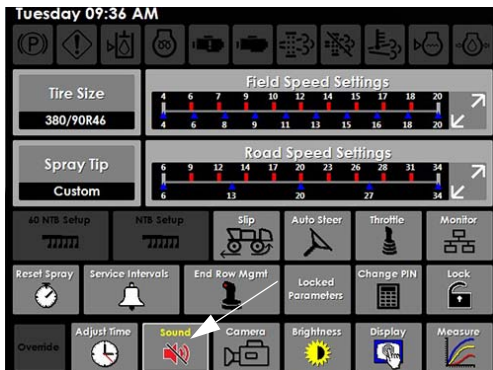 Tuesday 09:36 AM
Tire Size
380/90R46
Field Speed Settings
4 6 7 9 10 12 14 15 17 18 20
4 6 8 9 11 13 15 16 18 20
Spray Tip
Custom
Road Speed Settings
6 9 12 14 17 20 23 26 28 31 34
6 13 20 27 34
60 NTB Setup
NTB Setup
Slip
Auto Steer
Throttle
Monitor
Reset Spray
Service Intervals
End Row Mgmt
Locked
Parameters
Change PIN
Lock
Override
Adjust Time
Sound
Camera
Brightness
Display
Measure